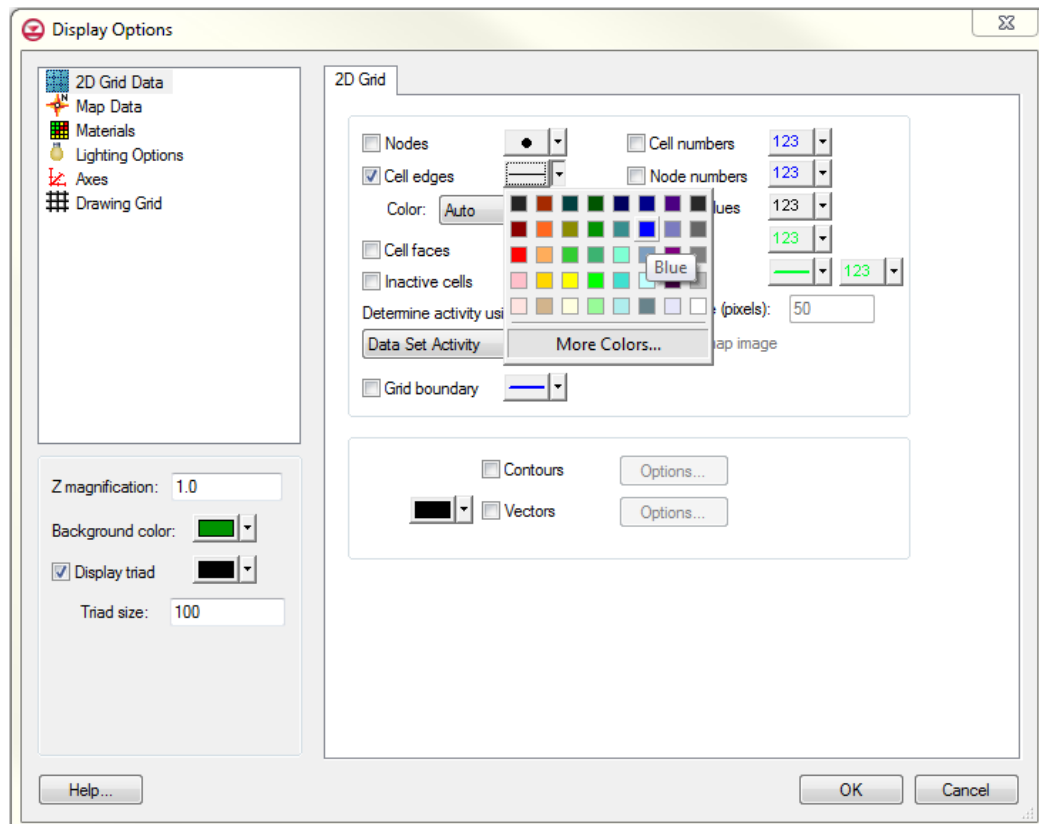 Display Options
2D Grid Data
Map Data
Materials
Lighting Options
Axes
Drawing Grid
Z magnification: 1.0
Background color:
Display triad
Triad size: 100
2D Grid
Nodes
Cell numbers 123
Cell edges
Node numbers 123
Color: Auto
lues 123
Cell faces
123
Blue
Inactive cells
123
Determine activity usi
(pixels): 50
Data Set Activity
More Colors...
ap image
Grid boundary
Contours Options...
Vectors Options...
Help...
OK
Cancel